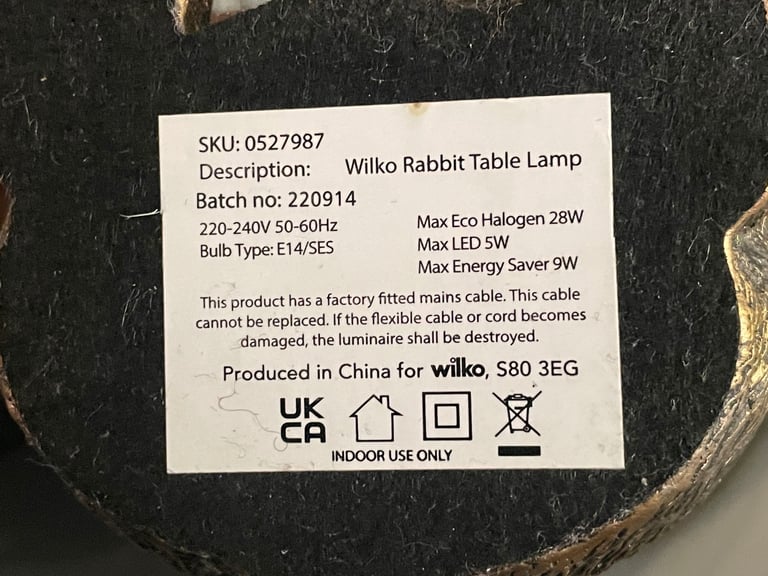 SKU: 0527987
Description: Wilko Rabbit Table Lamp
Batch no: 220914
220-240V 50-60Hz
Bulb Type: E14/SES
Max Eco Halogen 28W
Max LED 5W
Max Energy Saver 9W
This product has a factory fitted mains cable. This cable
cannot be replaced. If the flexible cable or cord becomes
damaged, the luminaire shall be destroyed.
Produced in China for wilko, S80 3EG
UK
CA
INDOOR USE ONLY